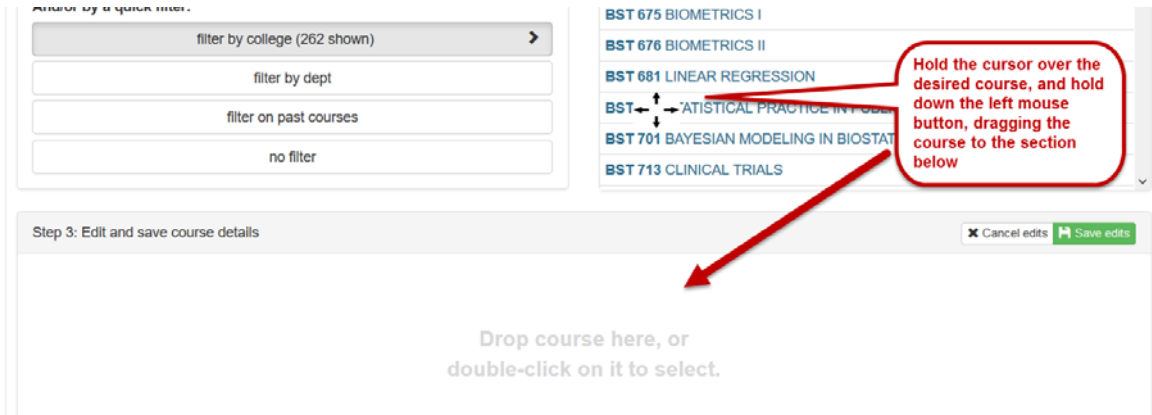 And/or by a quick filter:
filter by college (262 shown)
filter by dept
filter on past courses
no filter
BST 675 BIOMETRICS I
BST 676 BIOMETRICS II
BST 681 LINEAR REGRESSION
BST ATISTICAL PRACTICE IN
BST 701 BAYESIAN MODELING IN BIOSTAT
BST 713 CLINICAL TRIALS
Hold the cursor over the
desired course, and hold
down the left mouse
button, dragging the
course to the section
below
Step 3: Edit and save course details
Cancel edits
Save edits
Drop course here, or
double-click on it to select.